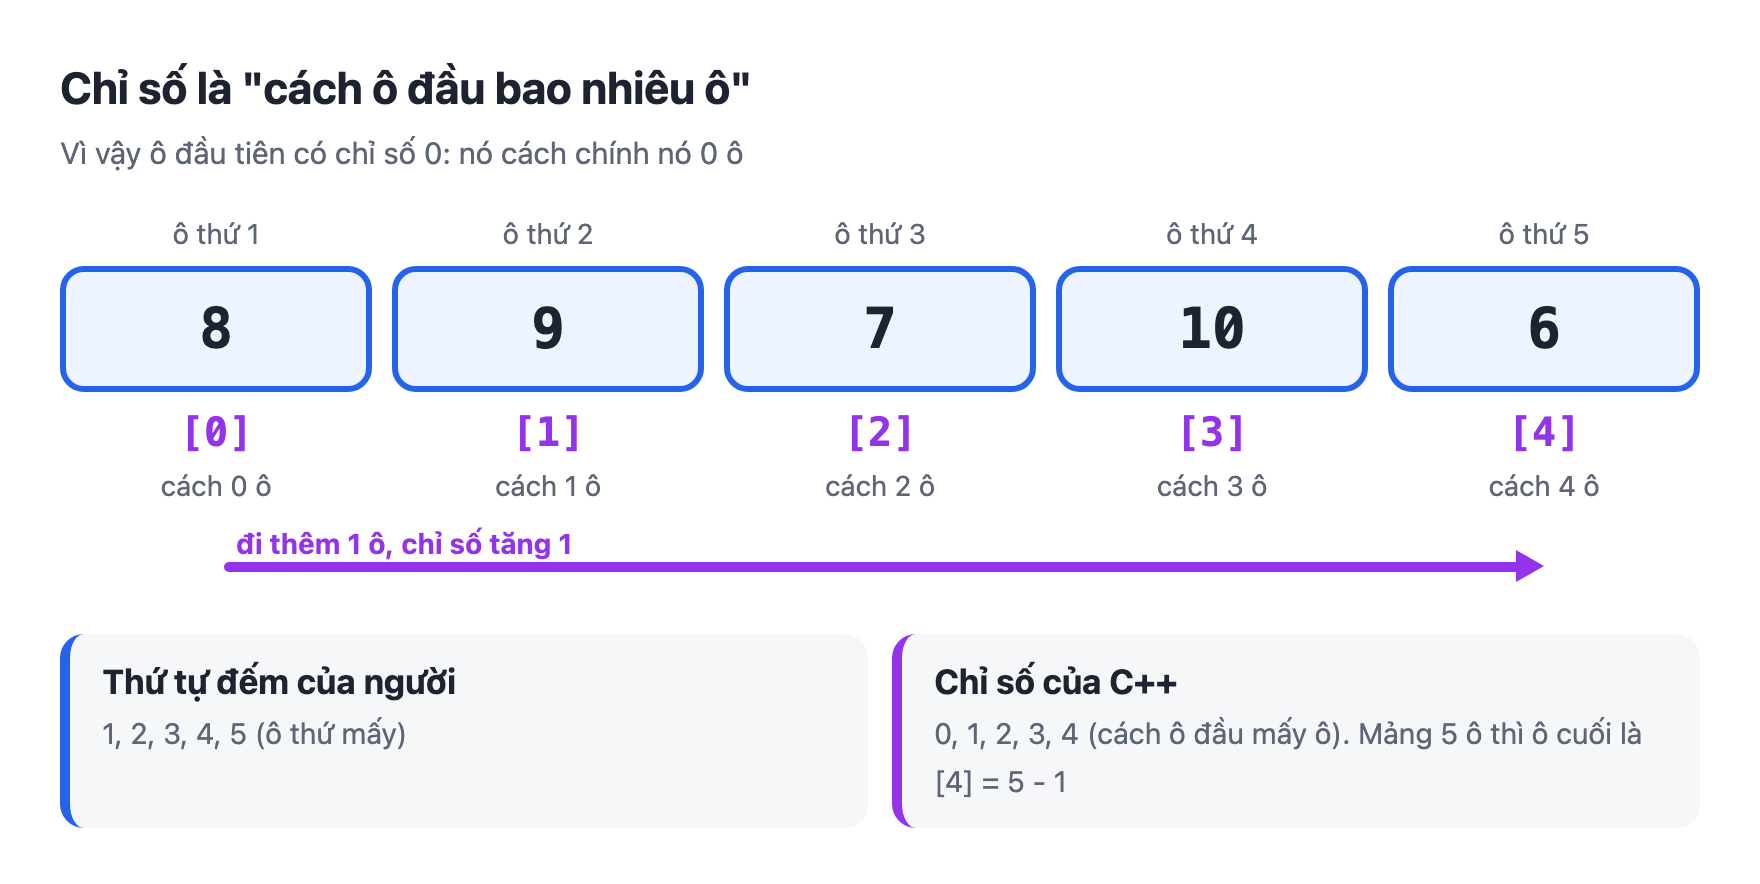 Chỉ số là "cách ô đầu bao nhiêu ô"
Vì vậy ô đầu tiên có chỉ số 0: nó cách chính nó 0 ô
ô thứ 1 ô thứ 2 ô thứ 3 ô thứ 4 ô thứ 5
8 9 7 10 6
[0] [1] [2] [3] [4]
cách 0 ô cách 1 ô cách 2 ô cách 3 ô cách 4 ô
đi thêm 1 ô, chỉ số tăng 1
Thứ tự đếm của người
1, 2, 3, 4, 5 (ô thứ mấy)
Chỉ số của C++
0, 1, 2, 3, 4 (cách ô đầu mấy ô). Mảng 5 ô thì ô cuối là
[4] = 5 - 1